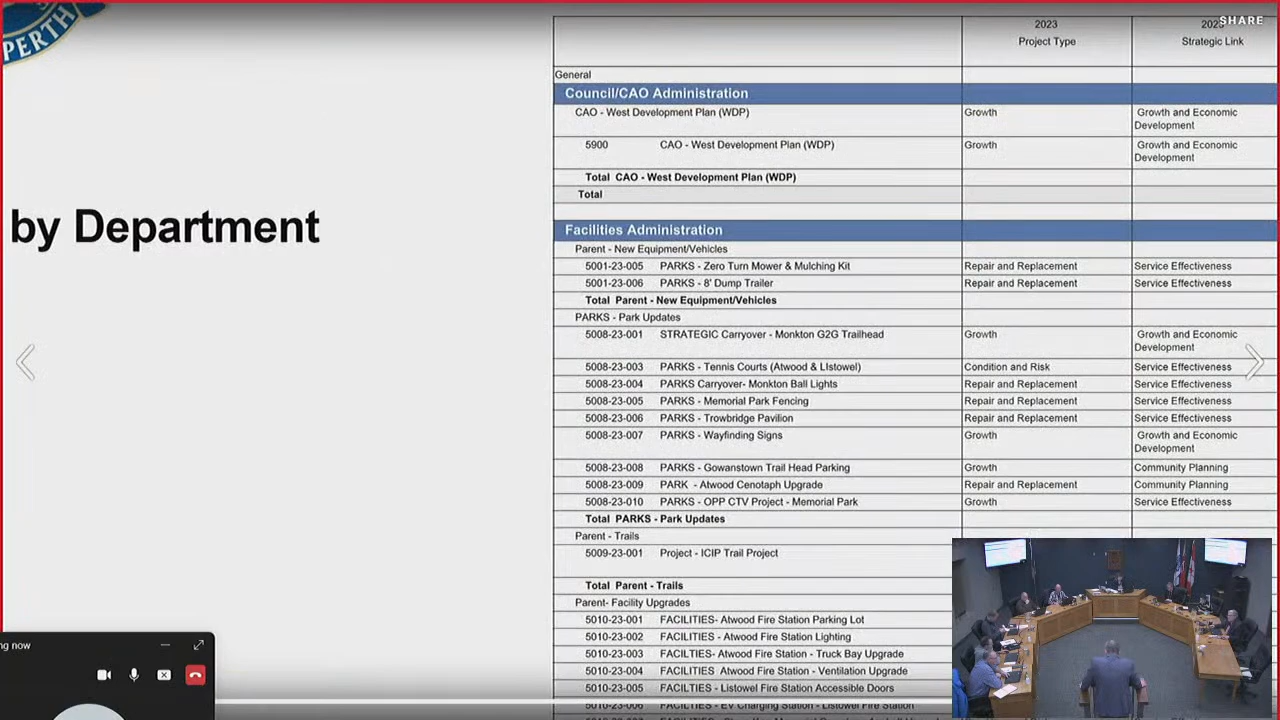 PERTH
SHARE
by Department
2023
Project Type
Strategic Link
General
Council/CAO Administration
CAO - West Development Plan (WDP) Growth Growth and Economic
Development
5900 CAO - West Development Plan (WDP) Growth Growth and Economic
Development
Total CAO - West Development Plan (WDP)
Total
Facilities Administration
Parent - New Equipment/Vehicles
5001-23-005 PARKS - Zero Turn Mower & Mulching Kit Repair and Replacement Service Effectiveness
5001-23-006 PARKS - 8' Dump Trailer Repair and Replacement Service Effectiveness
Total Parent - New Equipment/Vehicles
PARKS - Park Updates
5008-23-001 STRATEGIC Carryover - Monkton G2G Trailhead Growth Growth and Economic
Development
5008-23-003 PARKS - Tennis Courts (Atwood & LIstowel) Condition and Risk Service Effectiveness
5008-23-004 PARKS Carryover- Monkton Ball Lights Repair and Replacement Service Effectiveness
5008-23-005 PARKS - Memorial Park Fencing Repair and Replacement Service Effectiveness
5008-23-006 PARKS - Trowbridge Pavilion Repair and Replacement Service Effectiveness
5008-23-007 PARKS - Wayfinding Signs Growth Growth and Economic
Development
5008-23-008 PARKS - Gowanstown Trail Head Parking Growth Community Planning
5008-23-009 PARK - Atwood Cenotaph Upgrade Repair and Replacement Community Planning
5008-23-010 PARKS - OPP CTV Project - Memorial Park Growth Service Effectiveness
Total PARKS - Park Updates
Parent - Trails
5009-23-001 Project - ICIP Trail Project
Total Parent - Trails
Parent- Facility Upgrades
5010-23-001 FACILITIES- Atwood Fire Station Parking Lot
5010-23-002 FACILITIES - Atwood Fire Station Lighting
5010-23-003 FACILITIES- Atwood Fire Station - Truck Bay Upgrade
5010-23-004 FACILITIES Atwood Fire Station - Ventilation Upgrade
5010-23-005 FACILTIES - Listowel Fire Station Accessible Doors
5010-23-006 FACILITIES - EV Charging Station - Listowel Fire Station
ng now